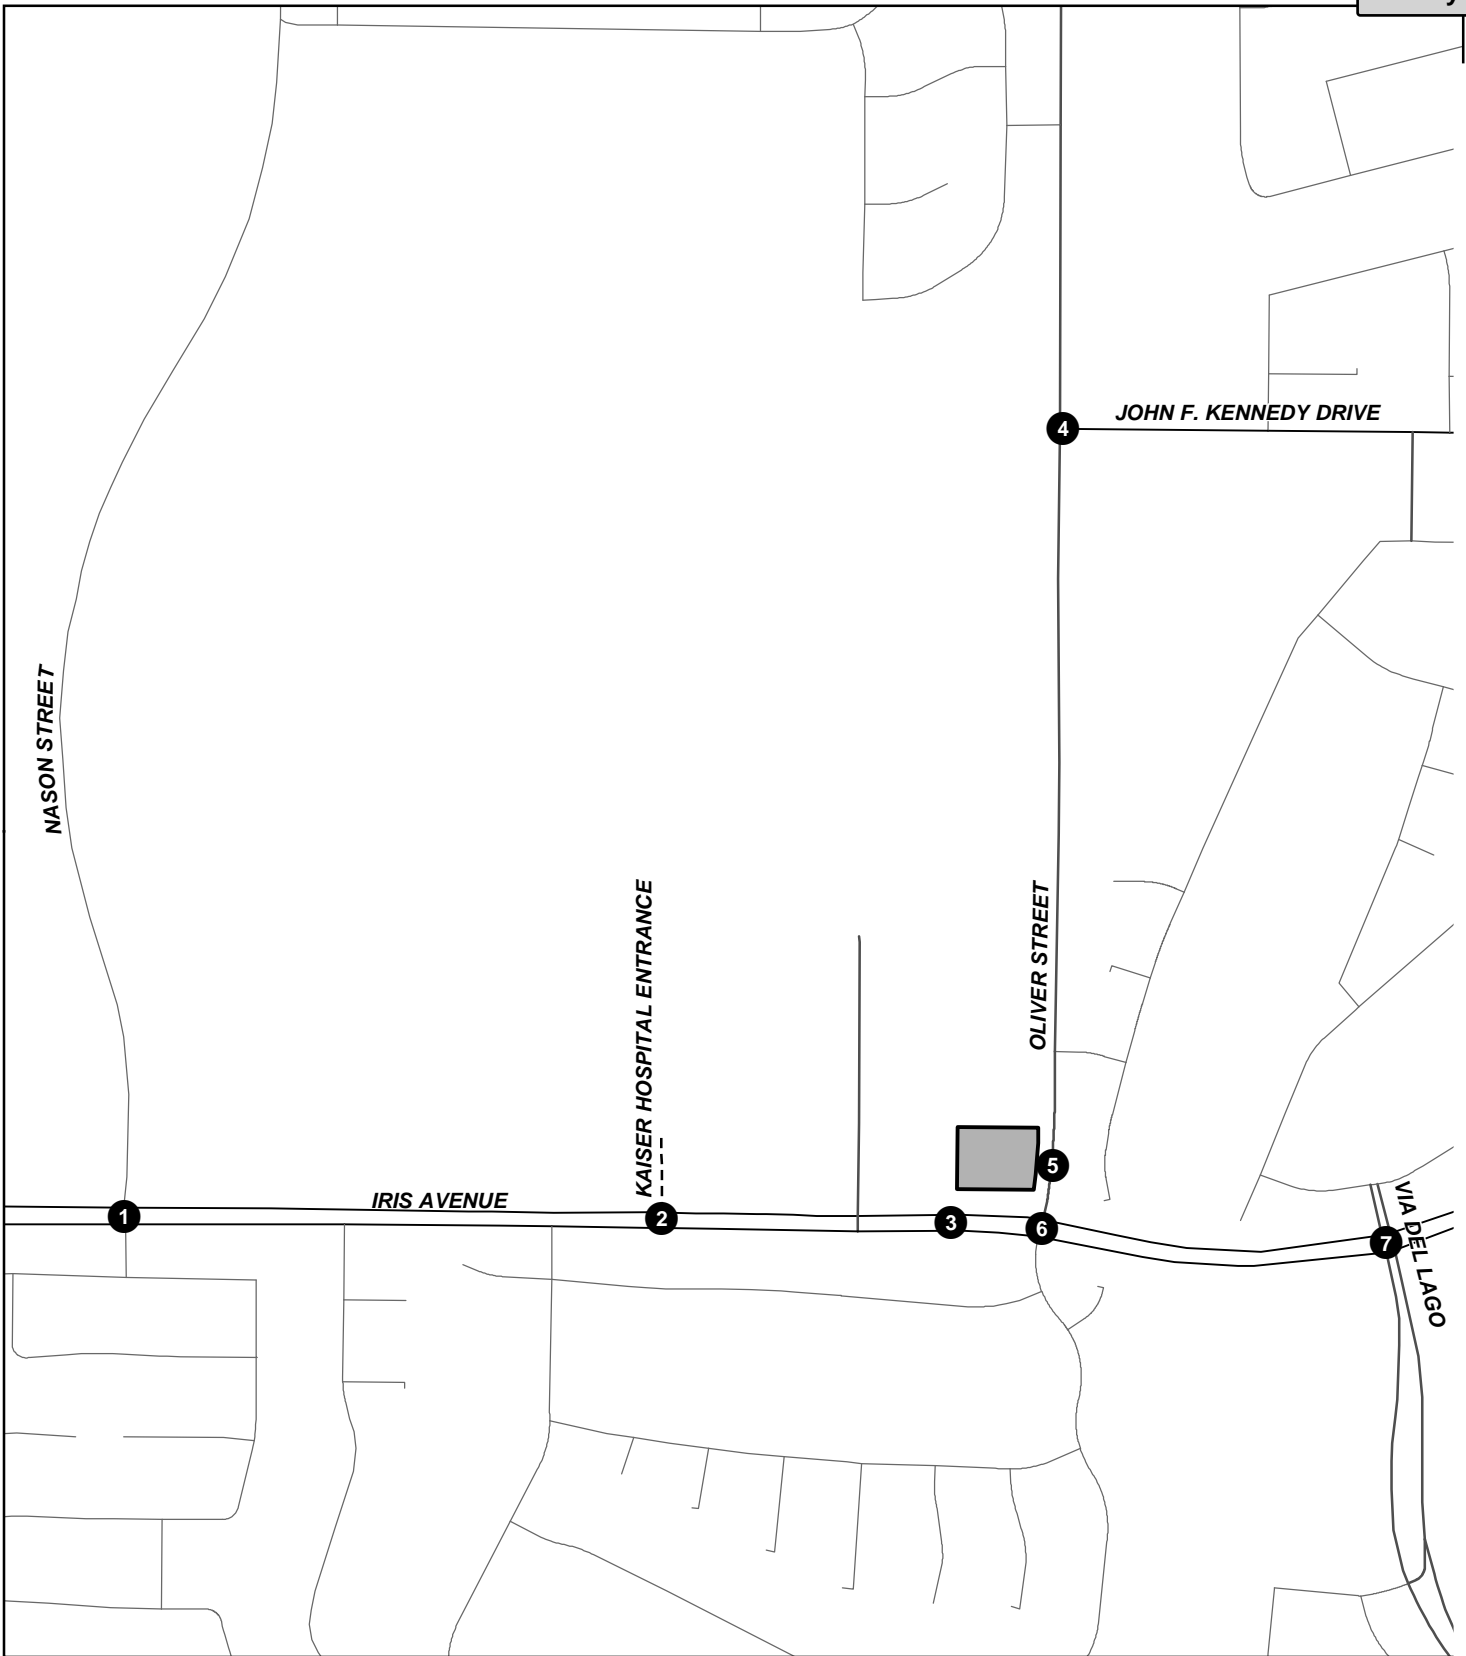 y
JOHN F. KENNEDY DRIVE
4
NASON STREET
KAISER HOSPITAL ENTRANCE
OLIVER STREET
5
IRIS AVENUE
1
2
3
6
7
VIA DEL LAGO